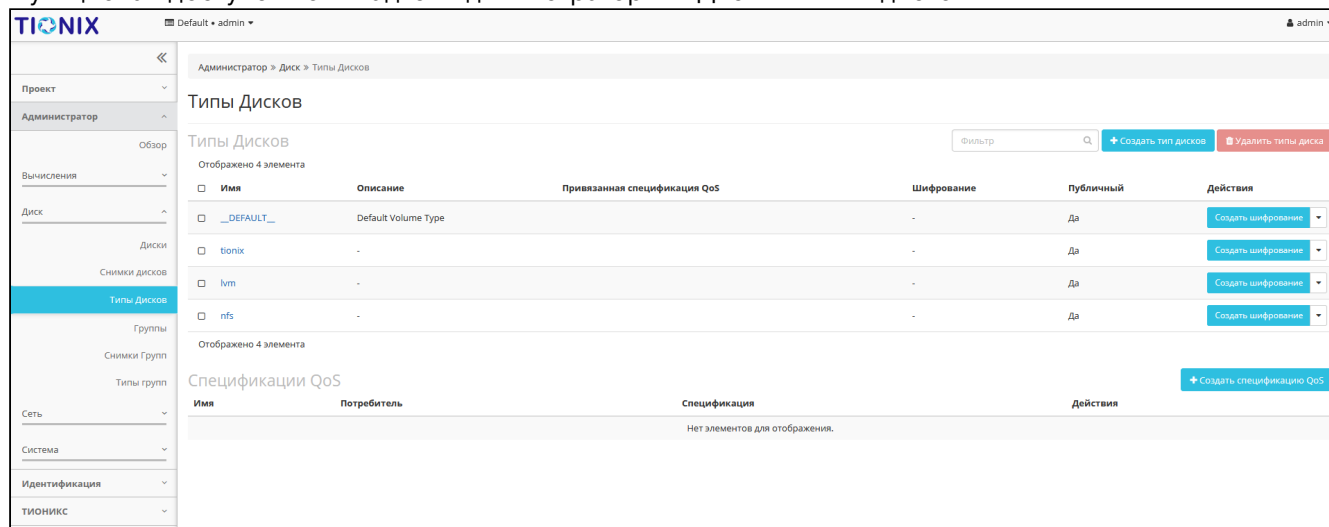 TIONIX
Default • admin
admin
Администратор » Диск » Типы Дисков
Проект
Администратор
Обзор
Вычисления
Диск
Диски
Снимки дисков
Типы Дисков
Группы
Снимки Групп
Типы групп
Сеть
Система
Идентификация
ТИОНИКС
Типы Дисков
Типы Дисков
Фильтр
Создать тип дисков
Удалить типы диска
Отображено 4 элемента
Имя Описание Привязанная спецификация QoS Шифрование Публичный Действия
__DEFAULT__ Default Volume Type - Да Создать шифрование
tionix - - Да Создать шифрование
lvm - - Да Создать шифрование
nfs - - Да Создать шифрование
Отображено 4 элемента
Спецификации QoS
Создать спецификацию QoS
Имя Потребитель Спецификация Действия
Нет элементов для отображения.